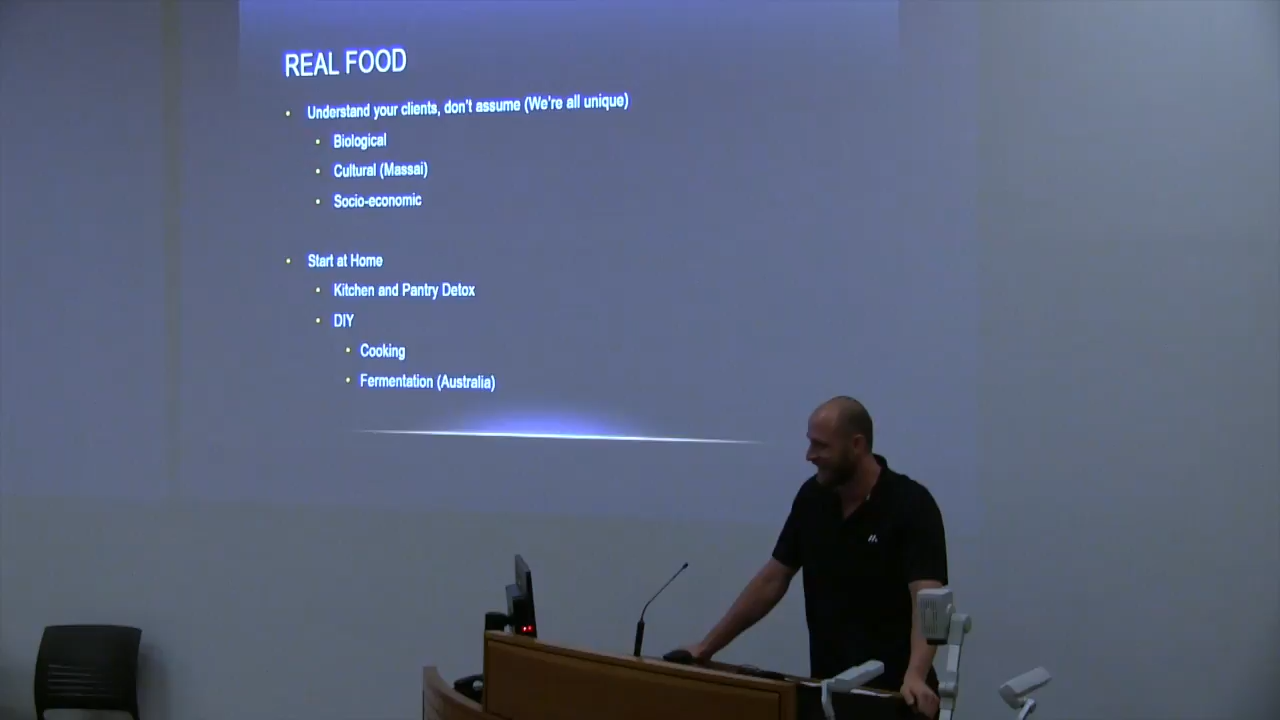 REAL FOOD
Understand your clients, don't assume (We're all unique)
Biological
Cultural (Massai)
Socio-economic
Start at Home
Kitchen and Pantry Detox
DIY
Cooking
Fermentation (Australia)